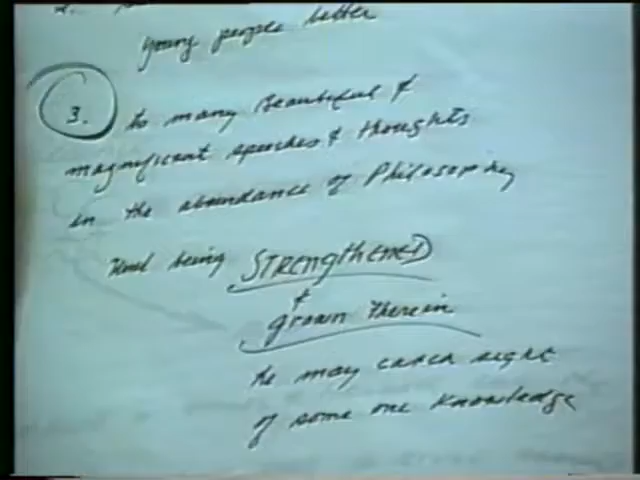 2.
young people better
3. to many Beautiful &
magnificent speeches & thoughts
in the abundance of Philosophy
Until being STRENgthENED
&
grown therein
he may catch sight
of some one Knowledge